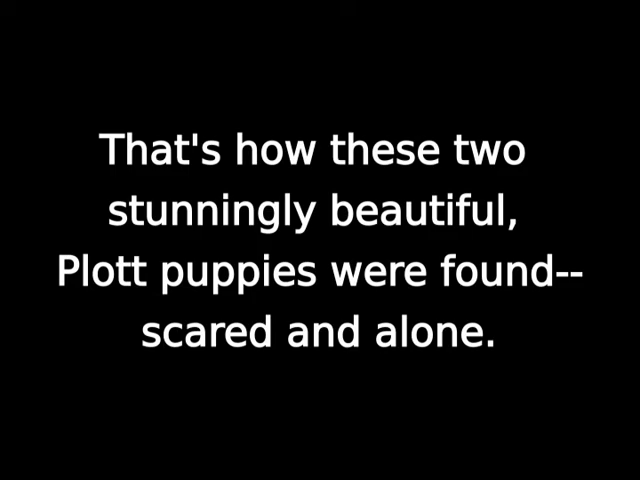 That's how these two
stunningly beautiful,
Plott puppies were found--
scared and alone.